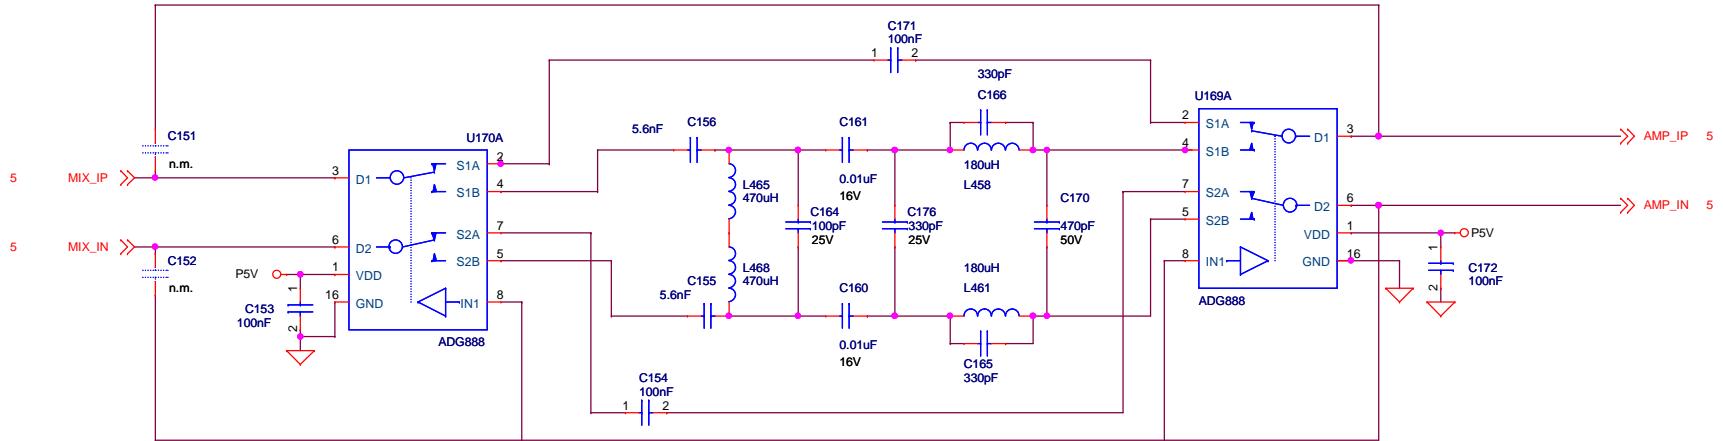 C171
100nF
1 2
330pF
C166
U169A
C151
n.m.
U170A
5.6nF
C156
C161
2 S1A
D1 3
AMP_IP 5
5 MIX_IP
3 D1
S1A 2
S1B 4
4 S1B
180uH
L458
0.01uF
16V
L465
470uH
C164
100pF
25V
C176
330pF
25V
C170
470pF
50V
7 S2A
5 S2B
D2 6
AMP_IN 5
VDD 1
P5V
5 MIX_IN
6 D2
S2A 7
S2B 5
C152
n.m.
P5V
1 VDD
16 GND
IN1 8
C153
100nF
1
2
ADG888
L468
470uH
C155
5.6nF
C160
0.01uF
16V
180uH
L461
C165
330pF
8 IN1
GND 16
ADG888
C172
100nF
1
2
C154
100nF
1 2